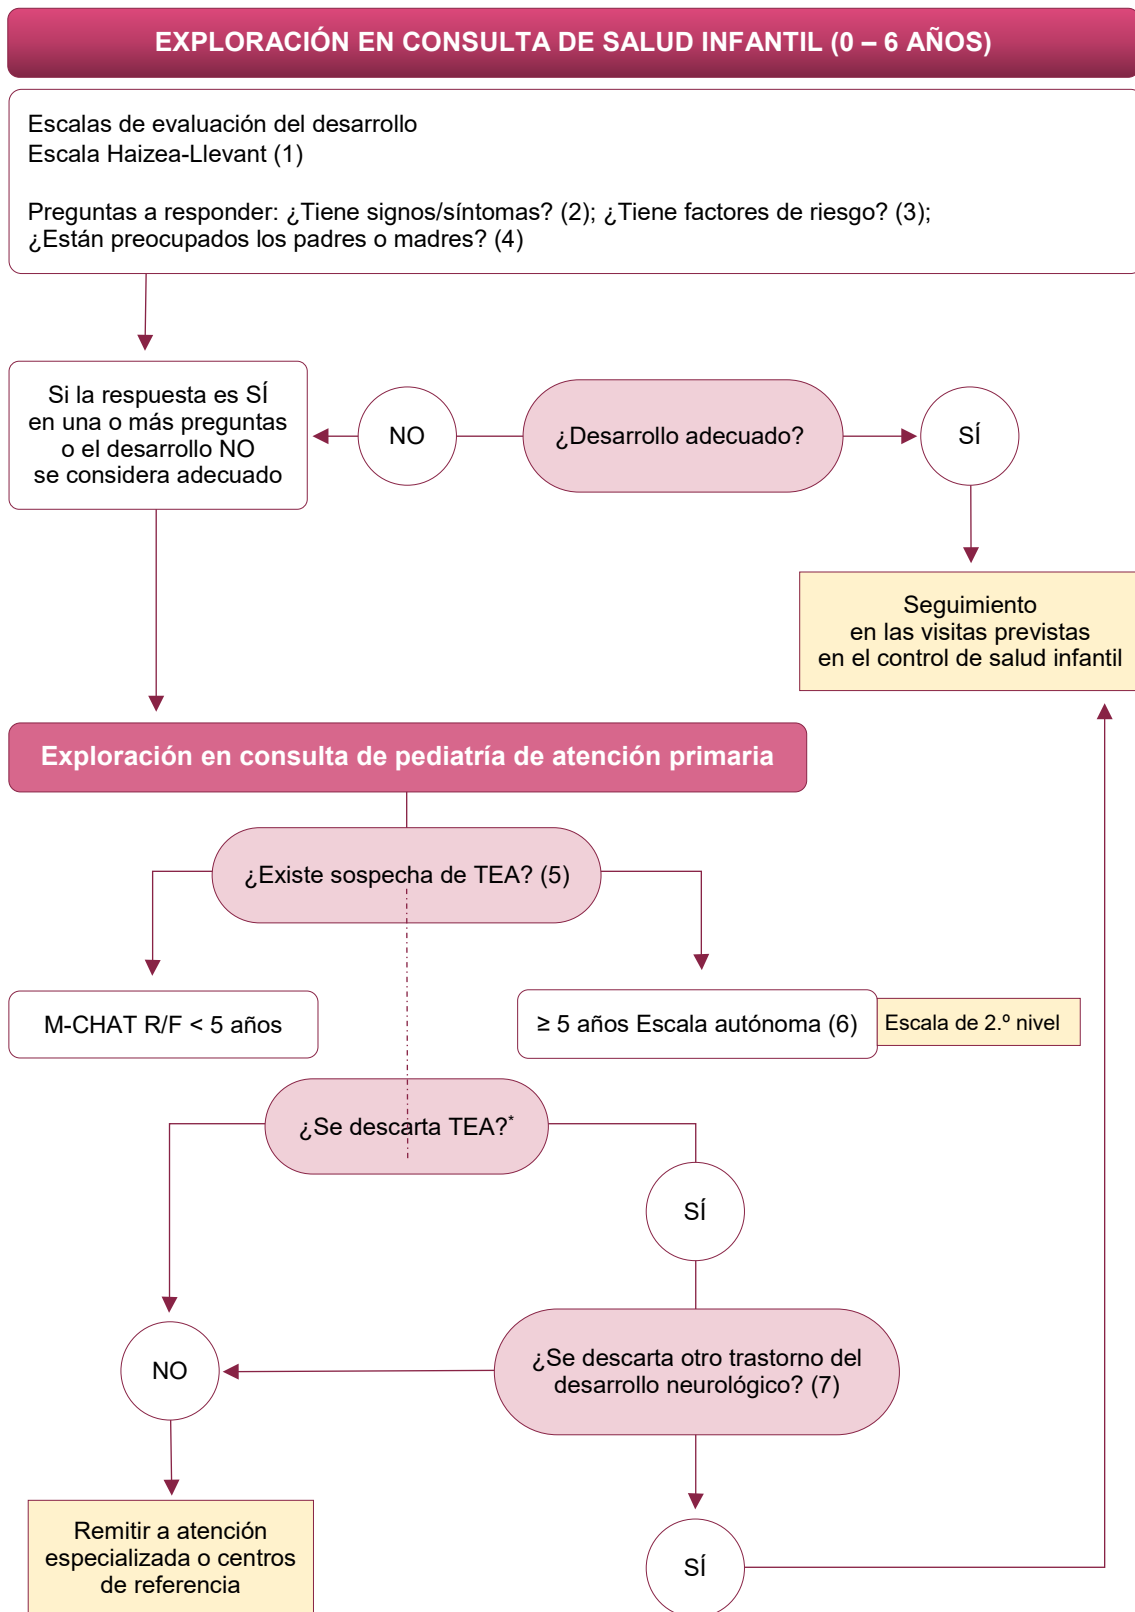 EXPLORACIÓN EN CONSULTA DE SALUD INFANTIL (0 – 6 AÑOS)
Escalas de evaluación del desarrollo
Escala Haizea-Llevant (1)
Preguntas a responder: ¿Tiene signos/síntomas? (2); ¿Tiene factores de riesgo? (3);
¿Están preocupados los padres o madres? (4)
Si la respuesta es SÍ
en una o más preguntas
o el desarrollo NO
se considera adecuado
NO
¿Desarrollo adecuado?
SÍ
Seguimiento
en las visitas previstas
en el control de salud infantil
Exploración en consulta de pediatría de atención primaria
¿Existe sospecha de TEA? (5)
M-CHAT R/F < 5 años
≥ 5 años Escala autónoma (6)
Escala de 2.º nivel
¿Se descarta TEA?*
SÍ
NO
¿Se descarta otro trastorno del
desarrollo neurológico? (7)
Remitir a atención
especializada o centros
de referencia
SÍ